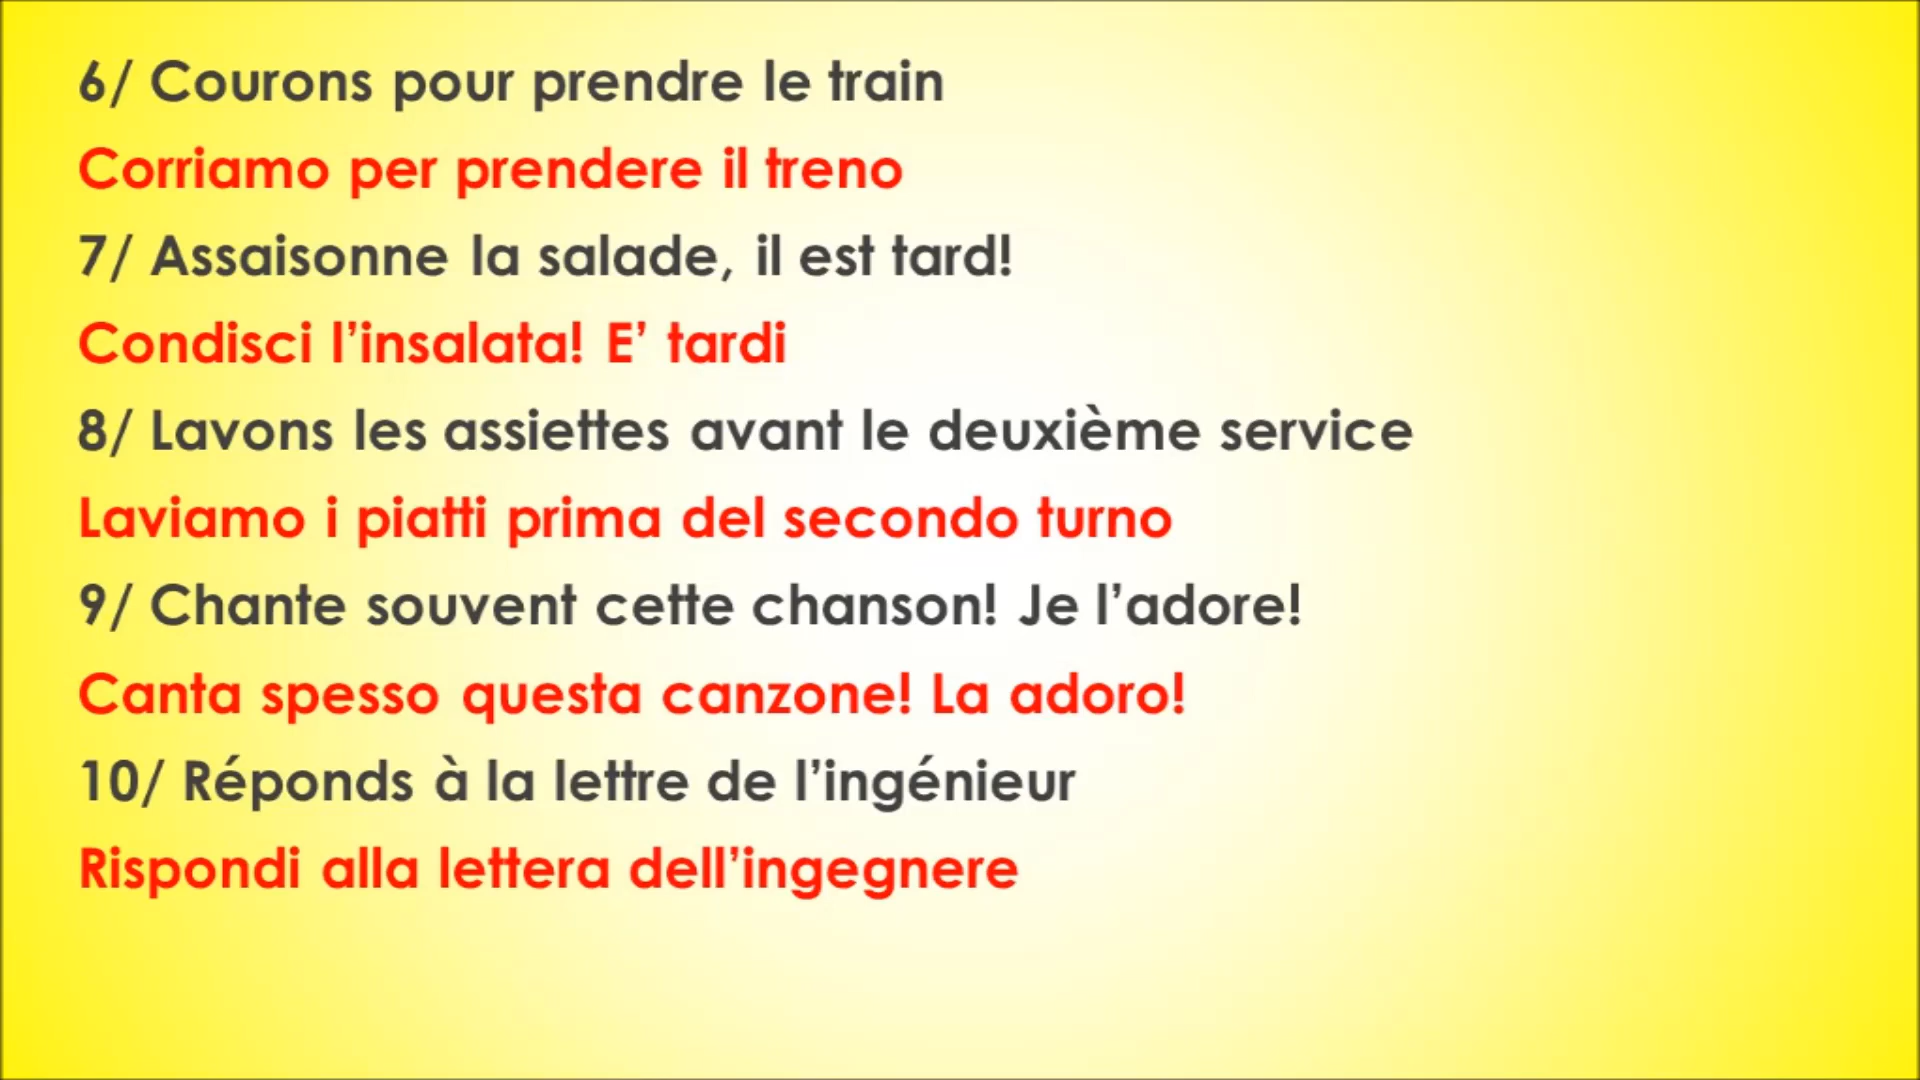 6/ Courons pour prendre le train
Corriamo per prendere il treno
7/ Assaisonne la salade, il est tard!
Condisci l’insalata! E’ tardi
8/ Lavons les assiettes avant le deuxième service
Laviamo i piatti prima del secondo turno
9/ Chante souvent cette chanson! Je l’adore!
Canta spesso questa canzone! La adoro!
10/ Réponds à la lettre de l’ingénieur
Rispondi alla lettera dell’ingegnere